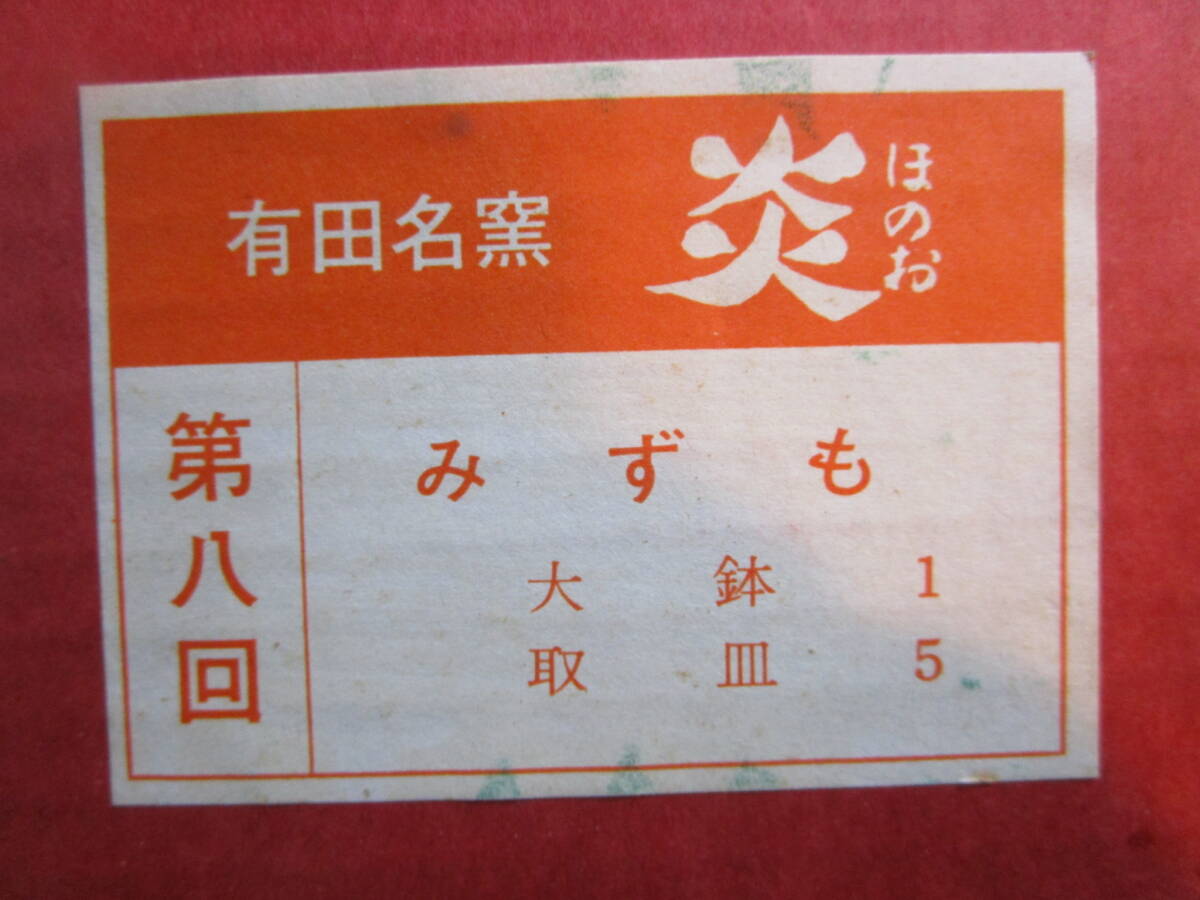 有田名窯 炎 ほのお
第八回
みずも
大鉢 1
取皿 5